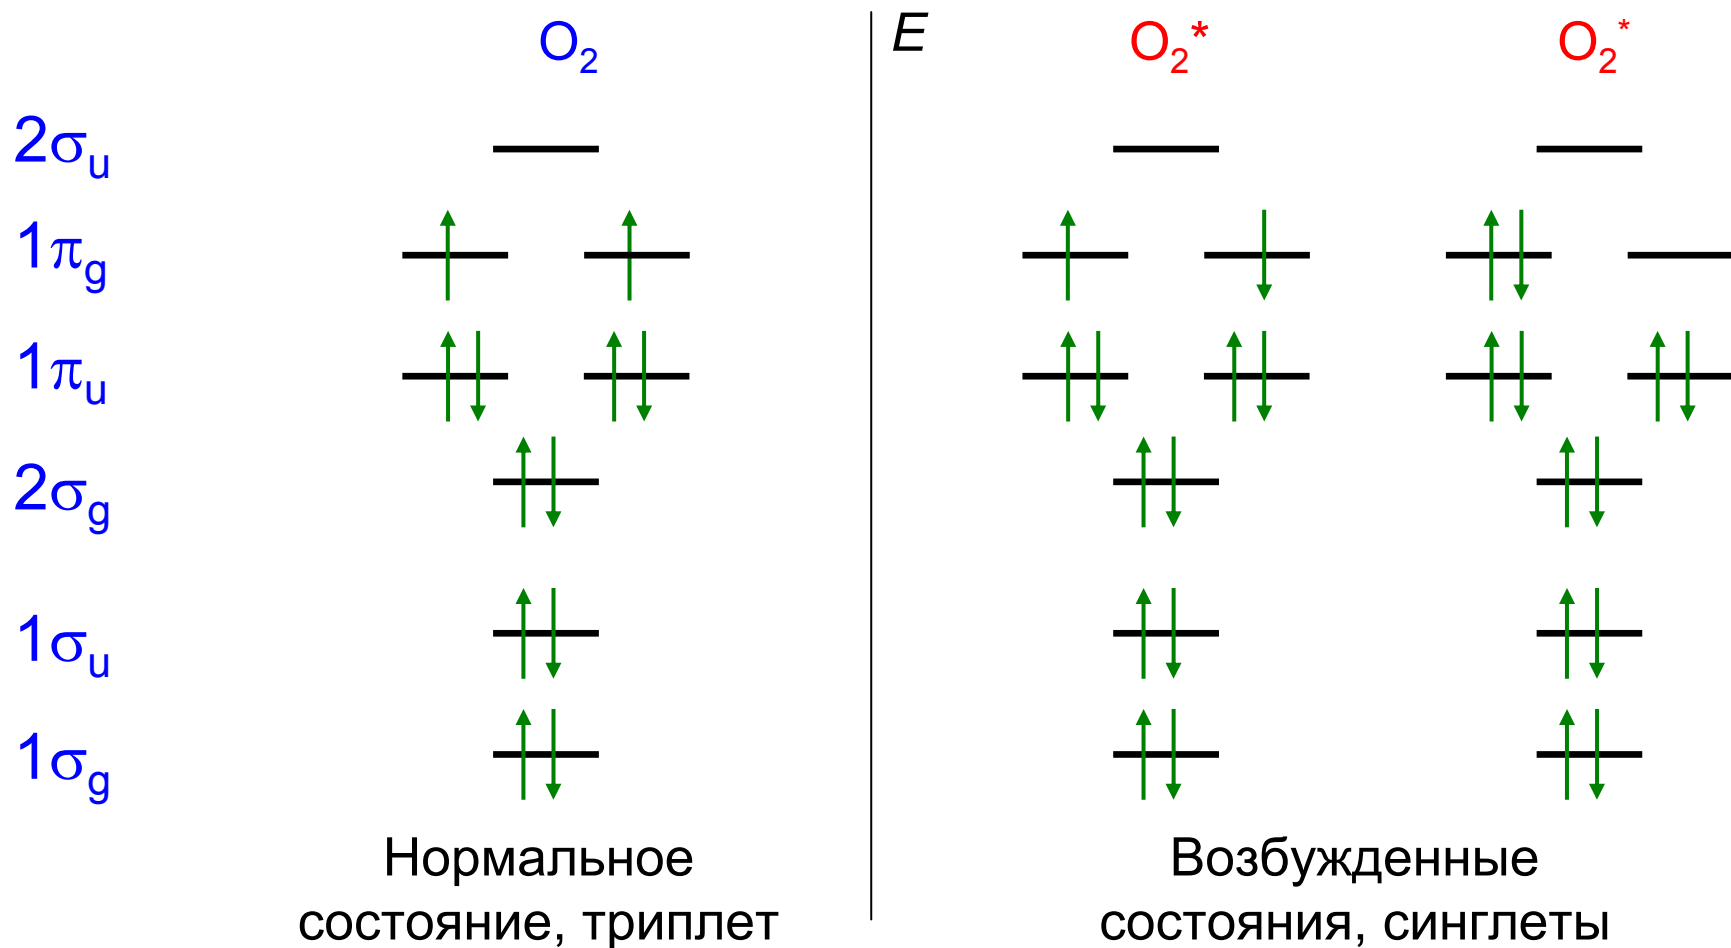 O₂
E
O₂*
O₂*
2σᵤ
1πg
1πᵤ
2σg
1σᵤ
1σg
Нормальное
состояние, триплет
Возбужденные
состояния, синглеты